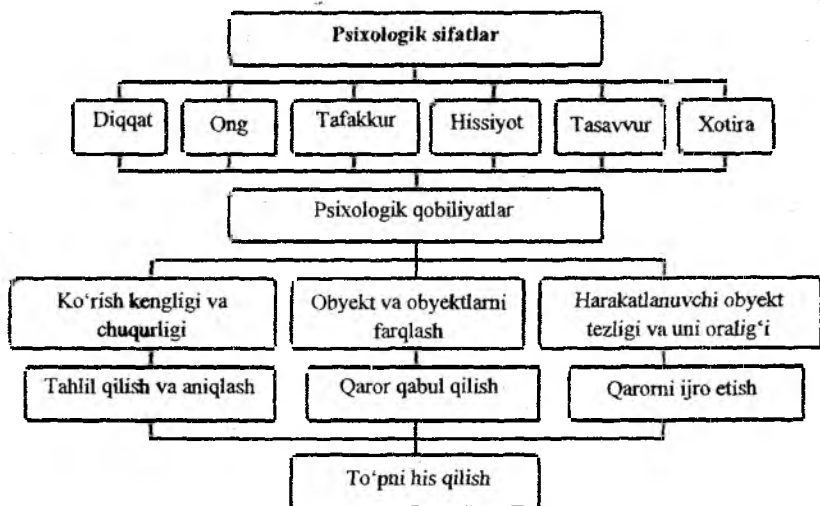 Psixologik sifatlar
Diqqat
Ong
Tafakkur
Hissiyot
Tasavvur
Xotira
Psixologik qobiliyatlar
Ko‘rish kengligi va
chuqurligi
Obyekt va obyektlarni
farqlash
Harakatlanuvchi obyekt
tezligi va uni oralig‘i
Tahlil qilish va aniqlash
Qaror qabul qilish
Qarorni ijro etish
To‘pni his qilish